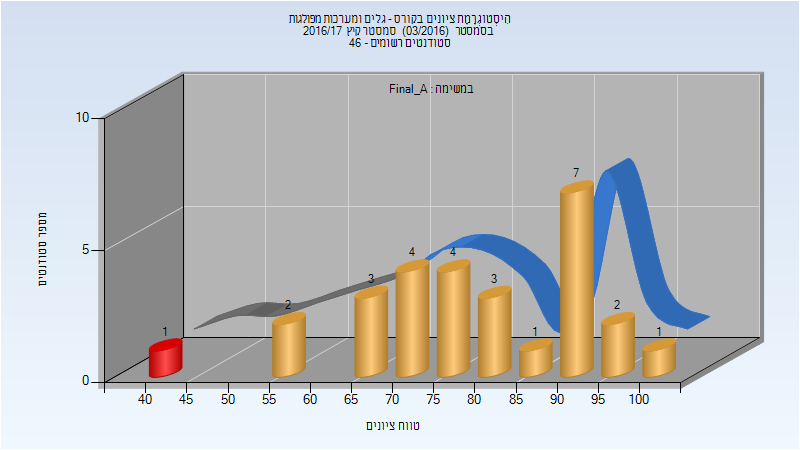 היסטוגרמת ציונים בקורס - גלים ומערכות מפולגות
בסמסטר (03/2016) סמסטר קיץ 2016/17
סטודנטים רשומים - 46
במשימה : Final_A
מספר סטודנטים
10
5
0
1
2
3
4
4
3
1
7
2
1
40 45 50 55 60 65 70 75 80 85 90 95 100
טווח ציונים